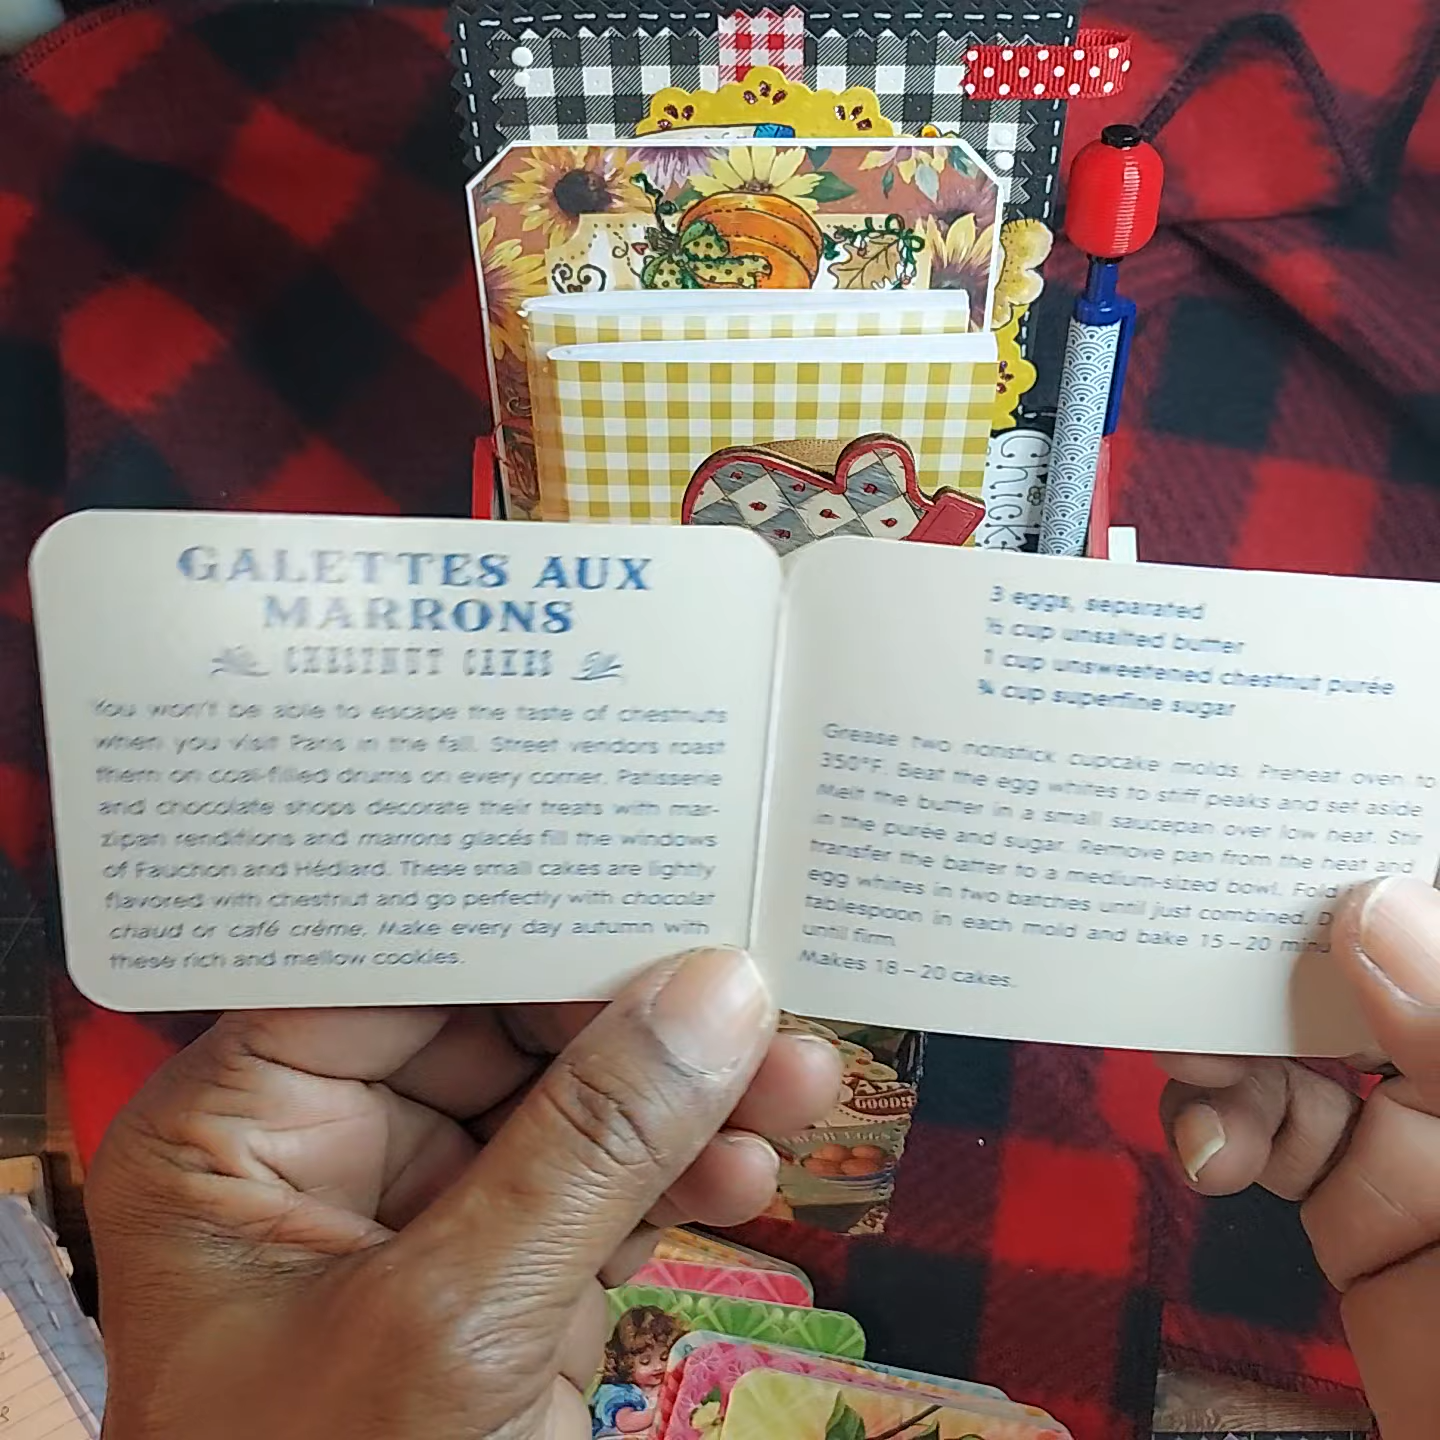 GALETTES AUX
MARRONS
CHESTNUT CAKES
You won't be able to escape the taste of chestnuts
when you visit Paris in the fall. Street vendors roast
them on coal-filled drums on every corner. Patisserie
and chocolate shops decorate their treats with mar-
zipan renditions and marrons glacés fill the windows
of Fauchon and Hédiard. These small cakes are lightly
flavored with chestnut and go perfectly with chocolat
chaud or café crème. Make every day autumn with
these rich and mellow cookies.
3 eggs, separated
cup unsalted butter
1 cup unsweetened chestnut purée
¾ cup superfine sugar
Grease two nonstick cupcake molds. Preheat oven to
350°F. Beat the egg whites to stiff peaks and set aside
Melt the butter in a small saucepan over low heat. Stir
in the purée and sugar. Remove pan from the heat and
transfer the batter to a medium-sized bowl. Fold
egg whites in two batches until just combined. D
tablespoon in each mold and bake 15 – 20 minu
until firm.
Makes 18 – 20 cakes.
chick
GOOD!!
FRESH EGGS